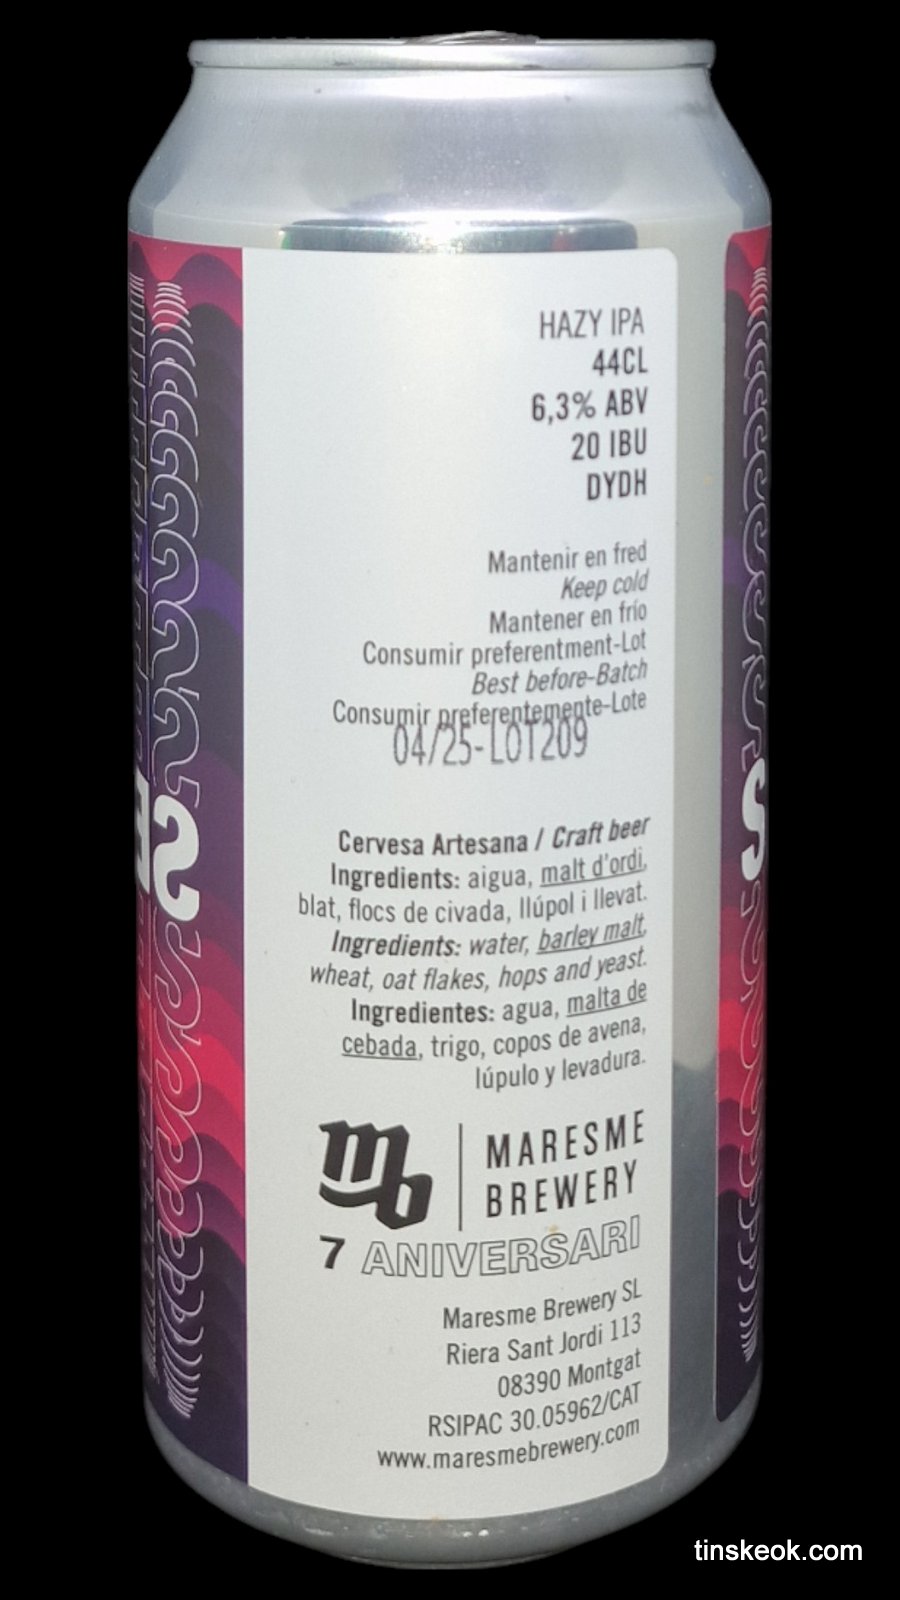 HAZY IPA
44CL
6,3% ABV
20 IBU
DYDH
Mantenir en fred
Keep cold
Mantener en frío
Consumir preferentment-Lot
Best before-Batch
Consumir preferentemente-Lote
04/25-LOT209
Cervesa Artesana / Craft beer
Ingredients: aigua, malt d'ordi,
blat, flocs de civada, llúpol i llevat.
Ingredients: water, barley malt,
wheat, oat flakes, hops and yeast.
Ingredientes: agua, malta de
cebada, trigo, copos de avena,
lúpulo y levadura.
mb
MARESME
BREWERY
7 ANIVERSARI
Maresme Brewery SL
Riera Sant Jordi 113
08390 Montgat
RSIPAC 30.05962/CAT
www.maresmebrewery.com
tinskeok.com